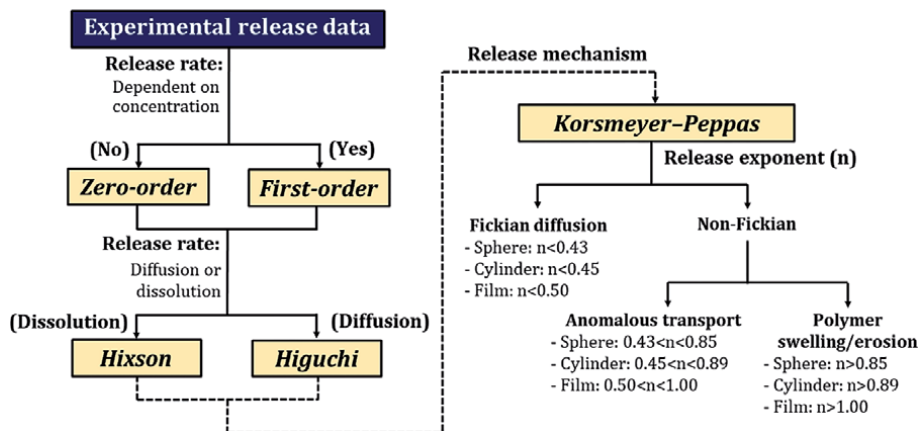 Experimental release data
Release rate:
Dependent on
concentration
(No)
(Yes)
Zero-order
First-order
Release rate:
Diffusion or
dissolution
(Dissolution)
(Diffusion)
Hixson
Higuchi
Release mechanism
Korsmeyer–Peppas
Release exponent (n)
Fickian diffusion
- Sphere: n<0.43
- Cylinder: n<0.45
- Film: n<0.50
Non-Fickian
Anomalous transport
- Sphere: 0.43<n<0.85
- Cylinder: 0.45<n<0.89
- Film: 0.50<n<1.00
Polymer
swelling/erosion
- Sphere: n>0.85
- Cylinder: n>0.89
- Film: n>1.00